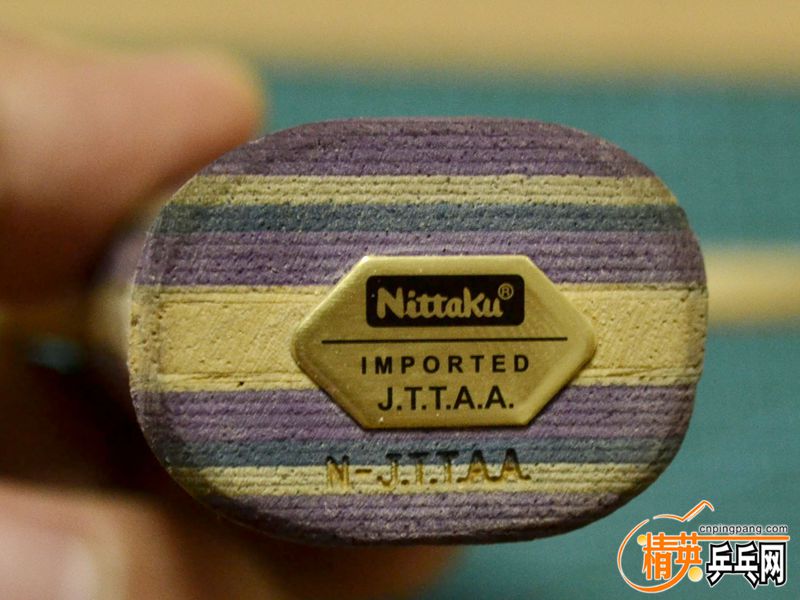 Nittaku®
IMPORTED
J.T.T.A.A.
N-J.T.T.A.A.
cnpingpang.com
精英乒乓网